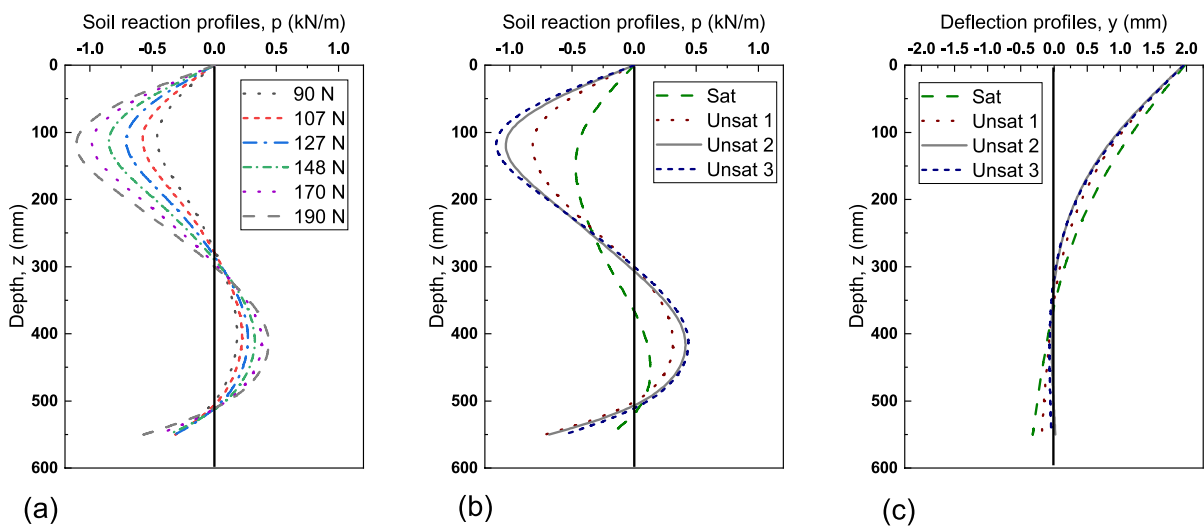 Soil reaction profiles, p (kN/m)
-1.0 -0.5 0.0 0.5 1.0
0
100
200
300
400
500
600
Depth, z (mm)
90 N
107 N
127 N
148 N
170 N
190 N
(a)
Soil reaction profiles, p (kN/m)
-1.0 -0.5 0.0 0.5 1.0
0
100
200
300
400
500
600
Depth, z (mm)
Sat
Unsat 1
Unsat 2
Unsat 3
(b)
Deflection profiles, y (mm)
-2.0 -1.5 -1.0 -0.5 0.0 0.5 1.0 1.5 2.0
0
100
200
300
400
500
600
Depth, z (mm)
Sat
Unsat 1
Unsat 2
Unsat 3
(c)